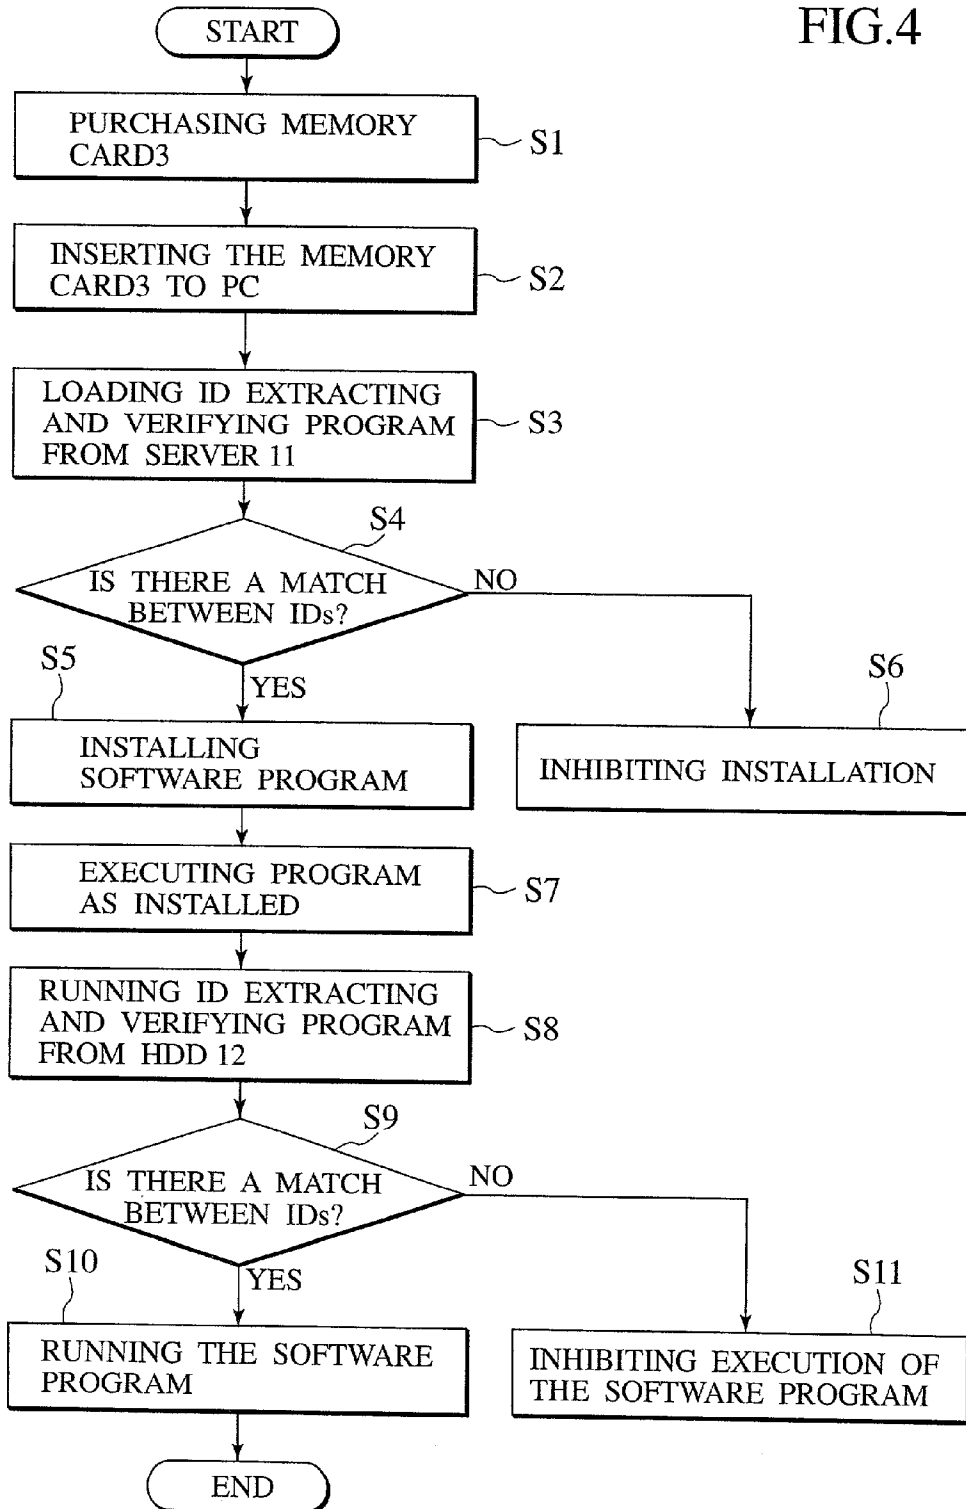 FIG.4
START
PURCHASING MEMORY
CARD3
S1
INSERTING THE MEMORY
CARD3 TO PC
S2
LOADING ID EXTRACTING
AND VERIFYING PROGRAM
FROM SERVER 11
S3
S4
IS THERE A MATCH
BETWEEN IDs?
NO
YES
S5
INSTALLING
SOFTWARE PROGRAM
S6
INHIBITING INSTALLATION
EXECUTING PROGRAM
AS INSTALLED
S7
RUNNING ID EXTRACTING
AND VERIFYING PROGRAM
FROM HDD 12
S8
S9
IS THERE A MATCH
BETWEEN IDs?
NO
YES
S10
RUNNING THE SOFTWARE
PROGRAM
S11
INHIBITING EXECUTION OF
THE SOFTWARE PROGRAM
END